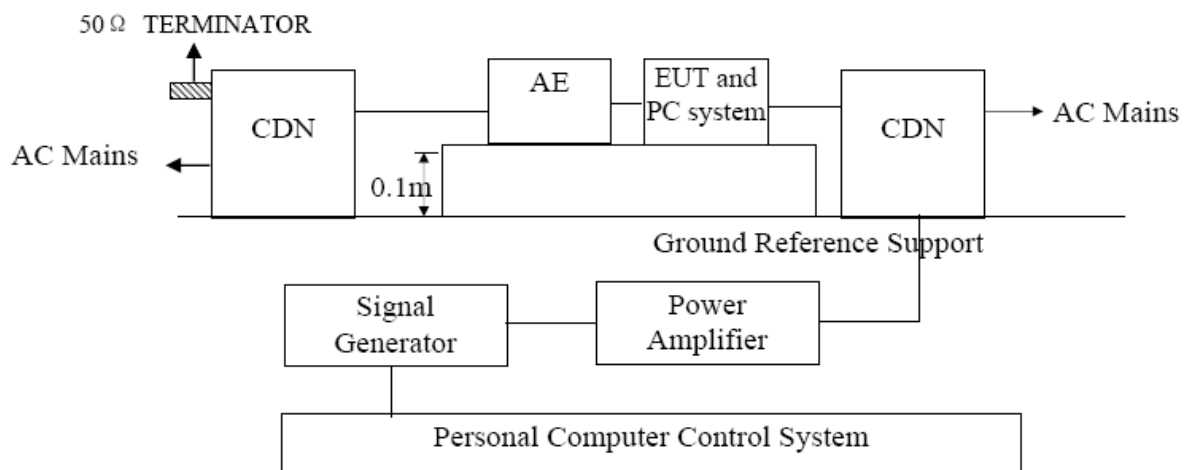 50Ω TERMINATOR
AE
EUT and
PC system
CDN
CDN
AC Mains
AC Mains
0.1m
Ground Reference Support
Signal
Generator
Power
Amplifier
Personal Computer Control System